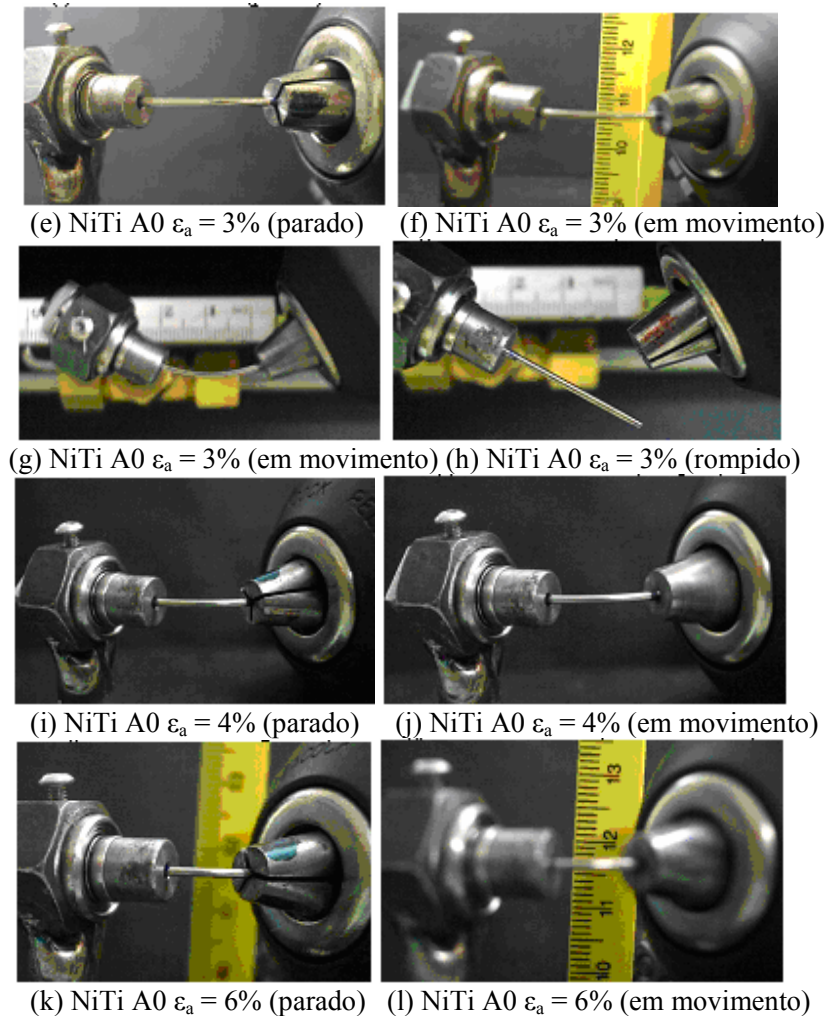 (e) NiTi A0 εₐ = 3% (parado) (f) NiTi A0 εₐ = 3% (em movimento)
(g) NiTi A0 εₐ = 3% (em movimento) (h) NiTi A0 εₐ = 3% (rompido)
(i) NiTi A0 εₐ = 4% (parado) (j) NiTi A0 εₐ = 4% (em movimento)
(k) NiTi A0 εₐ = 6% (parado) (l) NiTi A0 εₐ = 6% (em movimento)